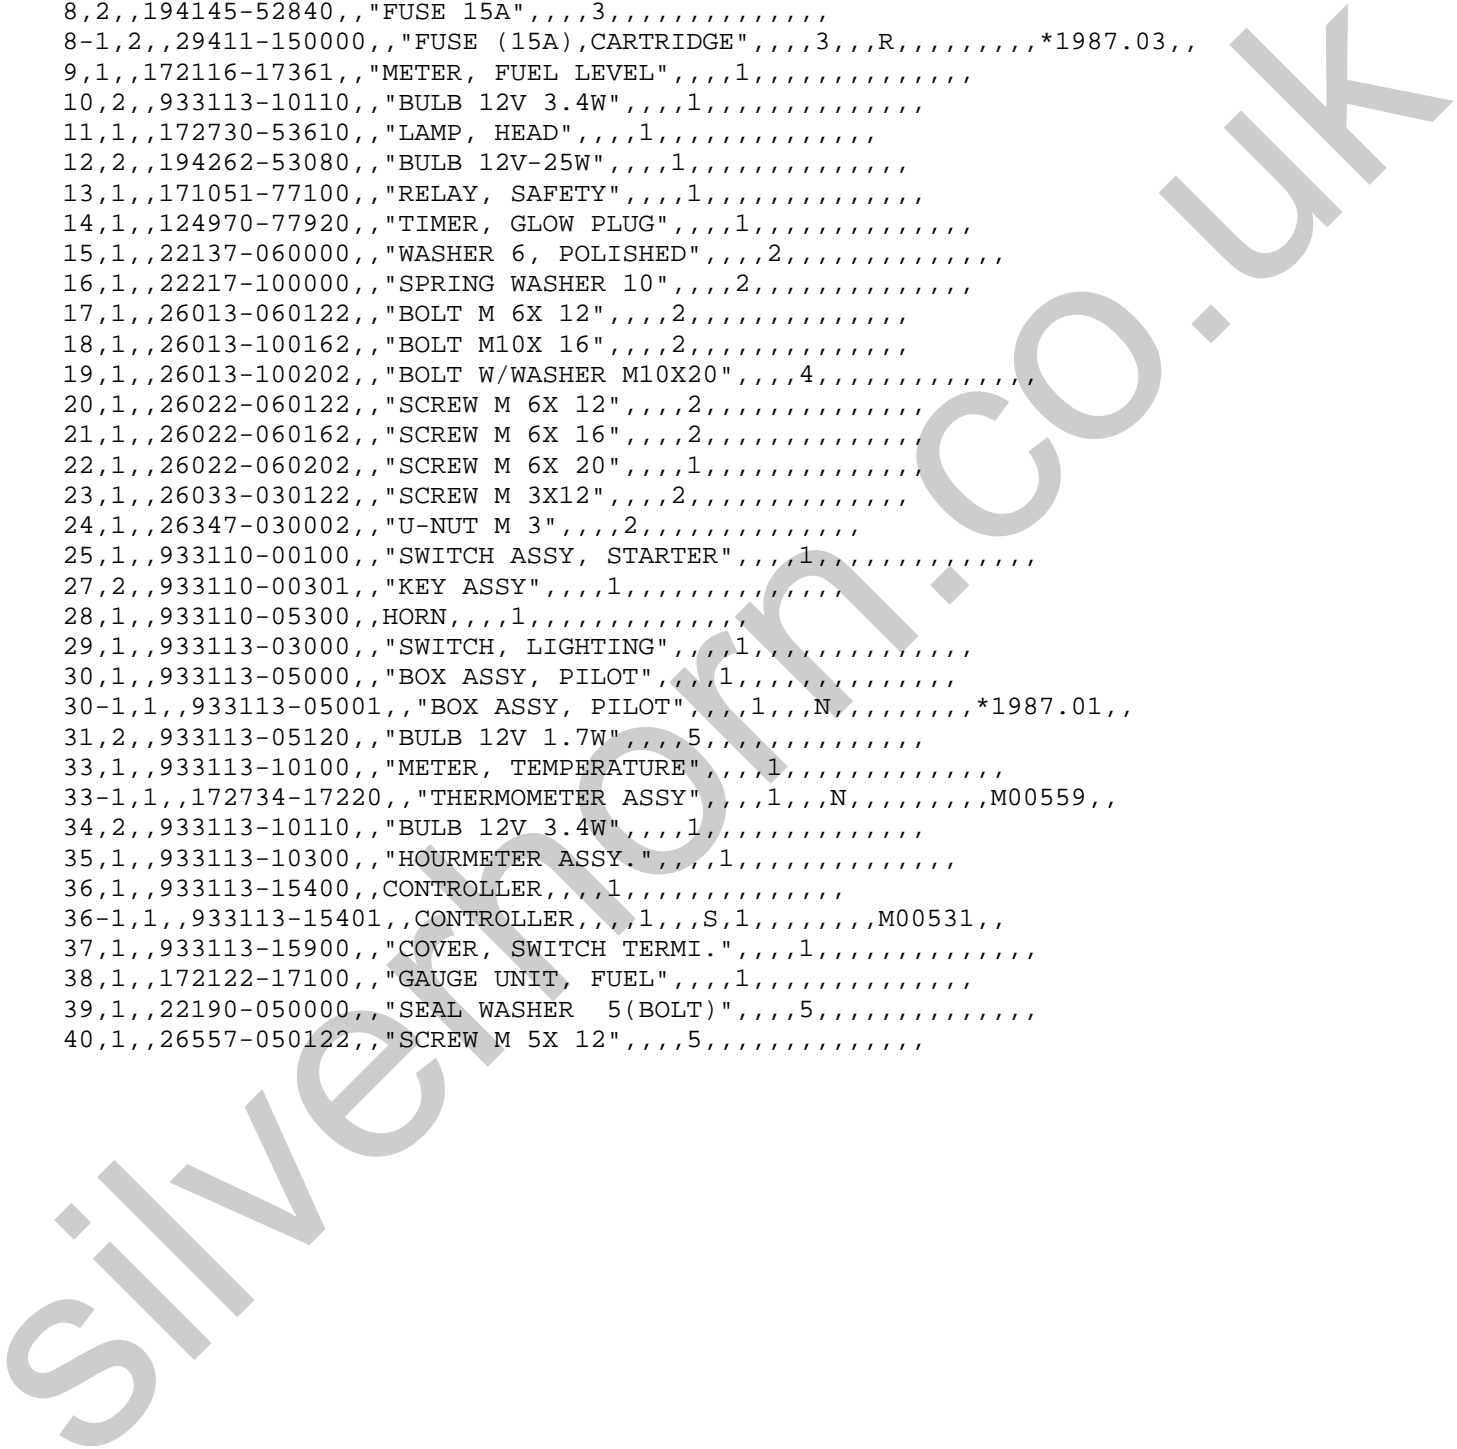 8,2,,194145-52840,,"FUSE 15A",,,,3,,,,,,,,,,,,,,
8-1,2,,29411-150000,,"FUSE (15A),CARTRIDGE",,,,3,,,R,,,,,,,,,*1987.03,,
9,1,,172116-17361,,"METER, FUEL LEVEL",,,,1,,,,,,,,,,,,,,
10,2,,933113-10110,,"BULB 12V 3.4W",,,,1,,,,,,,,,,,,,,
11,1,,172730-53610,,"LAMP, HEAD",,,,1,,,,,,,,,,,,,,
12,2,,194262-53080,,"BULB 12V-25W",,,,1,,,,,,,,,,,,,,
13,1,,171051-77100,,"RELAY, SAFETY",,,,1,,,,,,,,,,,,,,
14,1,,124970-77920,,"TIMER, GLOW PLUG",,,,1,,,,,,,,,,,,,,
15,1,,22137-060000,,"WASHER 6, POLISHED",,,,2,,,,,,,,,,,,,,
16,1,,22217-100000,,"SPRING WASHER 10",,,,2,,,,,,,,,,,,,,
17,1,,26013-060122,,"BOLT M 6X 12",,,,2,,,,,,,,,,,,,,
18,1,,26013-100162,,"BOLT M10X 16",,,,2,,,,,,,,,,,,,,
19,1,,26013-100202,,"BOLT W/WASHER M10X20",,,,4,,,,,,,,,,,,,,
20,1,,26022-060122,,"SCREW M 6X 12",,,,2,,,,,,,,,,,,,,
21,1,,26022-060162,,"SCREW M 6X 16",,,,2,,,,,,,,,,,,,,
22,1,,26022-060202,,"SCREW M 6X 20",,,,1,,,,,,,,,,,,,,
23,1,,26033-030122,,"SCREW M 3X12",,,,2,,,,,,,,,,,,,,
24,1,,26347-030002,,"U-NUT M 3",,,,2,,,,,,,,,,,,,,
25,1,,933110-00100,,"SWITCH ASSY, STARTER",,,,1,,,,,,,,,,,,,,
27,2,,933110-00301,,"KEY ASSY",,,,1,,,,,,,,,,,,,,
28,1,,933110-05300,,HORN,,,,1,,,,,,,,,,,,,,
29,1,,933113-03000,,"SWITCH, LIGHTING",,,,1,,,,,,,,,,,,,,
30,1,,933113-05000,,"BOX ASSY, PILOT",,,,1,,,,,,,,,,,,,,
30-1,1,,933113-05001,,"BOX ASSY, PILOT",,,,1,,,N,,,,,,,,,*1987.01,,
31,2,,933113-05120,,"BULB 12V 1.7W",,,,5,,,,,,,,,,,,,,
33,1,,933113-10100,,"METER, TEMPERATURE",,,,1,,,,,,,,,,,,,,
33-1,1,,172734-17220,,"THERMOMETER ASSY",,,,1,,,N,,,,,,,,,M00559,,
34,2,,933113-10110,,"BULB 12V 3.4W",,,,1,,,,,,,,,,,,,,
35,1,,933113-10300,,"HOURMETER ASSY.",,,,1,,,,,,,,,,,,,,
36,1,,933113-15400,,CONTROLLER,,,,1,,,,,,,,,,,,,,
36-1,1,,933113-15401,,CONTROLLER,,,,1,,,S,1,,,,,,,,M00531,,
37,1,,933113-15900,,"COVER, SWITCH TERMI.",,,,1,,,,,,,,,,,,,,
38,1,,172122-17100,,"GAUGE UNIT, FUEL",,,,1,,,,,,,,,,,,,,
39,1,,22190-050000,,"SEAL WASHER  5(BOLT)",,,,5,,,,,,,,,,,,,,
40,1,,26557-050122,,"SCREW M 5X 12",,,,5,,,,,,,,,,,,,,
silverhorn.co.uk